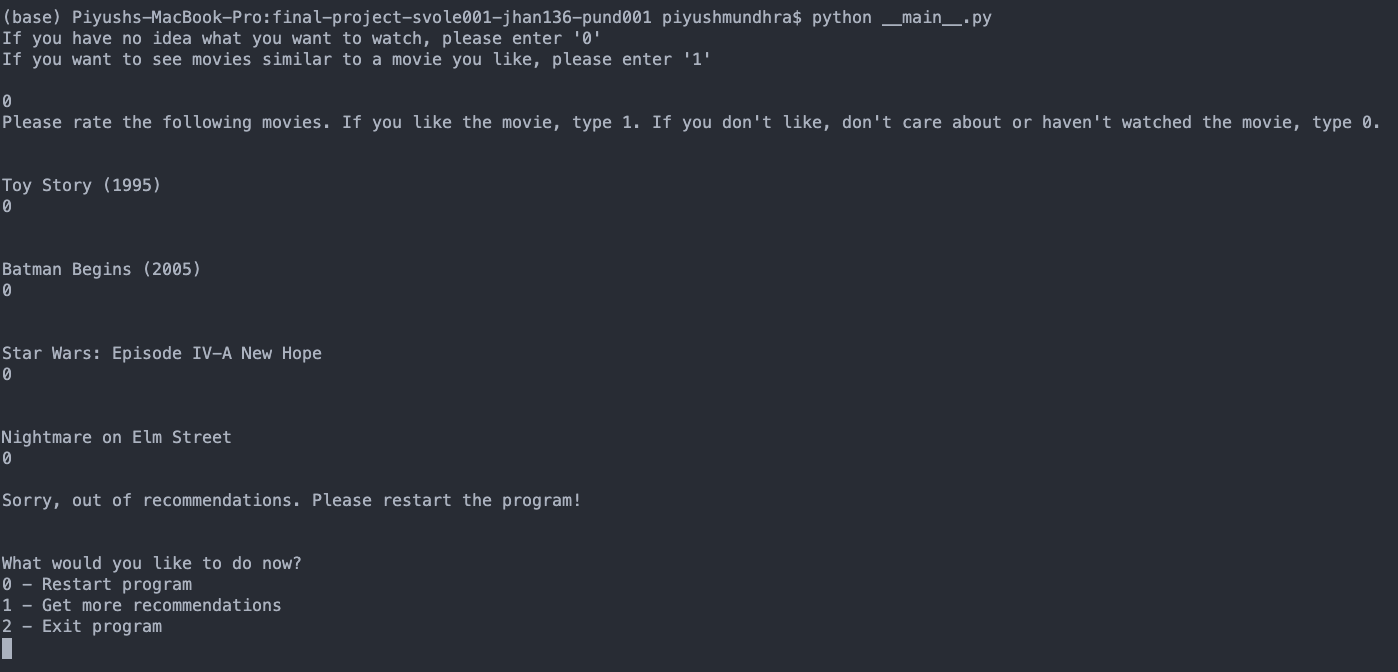 (base) Piyushs-MacBook-Pro:final-project-svole001-jhan136-pund001 piyushmundhra$ python __main__.py
If you have no idea what you want to watch, please enter '0'
If you want to see movies similar to a movie you like, please enter '1'
0
Please rate the following movies. If you like the movie, type 1. If you don't like, don't care about or haven't watched the movie, type 0.
Toy Story (1995)
0
Batman Begins (2005)
0
Star Wars: Episode IV-A New Hope
0
Nightmare on Elm Street
0
Sorry, out of recommendations. Please restart the program!
What would you like to do now?
0 - Restart program
1 - Get more recommendations
2 - Exit program